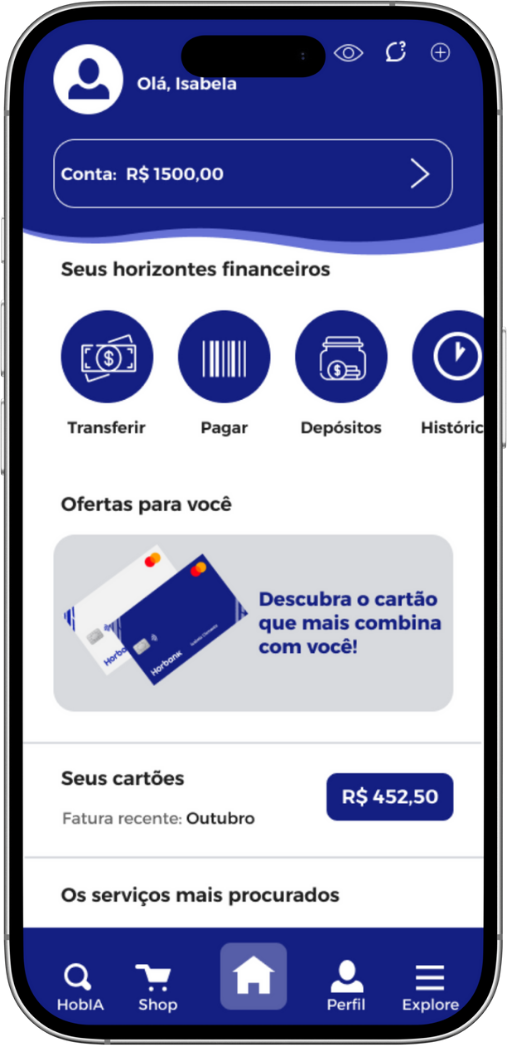 Olá, Isabela
Conta: R$ 1500,00
Seus horizontes financeiros
Transferir
Pagar
Depósitos
Históric
Ofertas para você
Horbank
Descubra o cartão
que mais combina
com você!
Seus cartões
Fatura recente: Outubro
R$ 452,50
Os serviços mais procurados
HobIA
Shop
Perfil
Explore